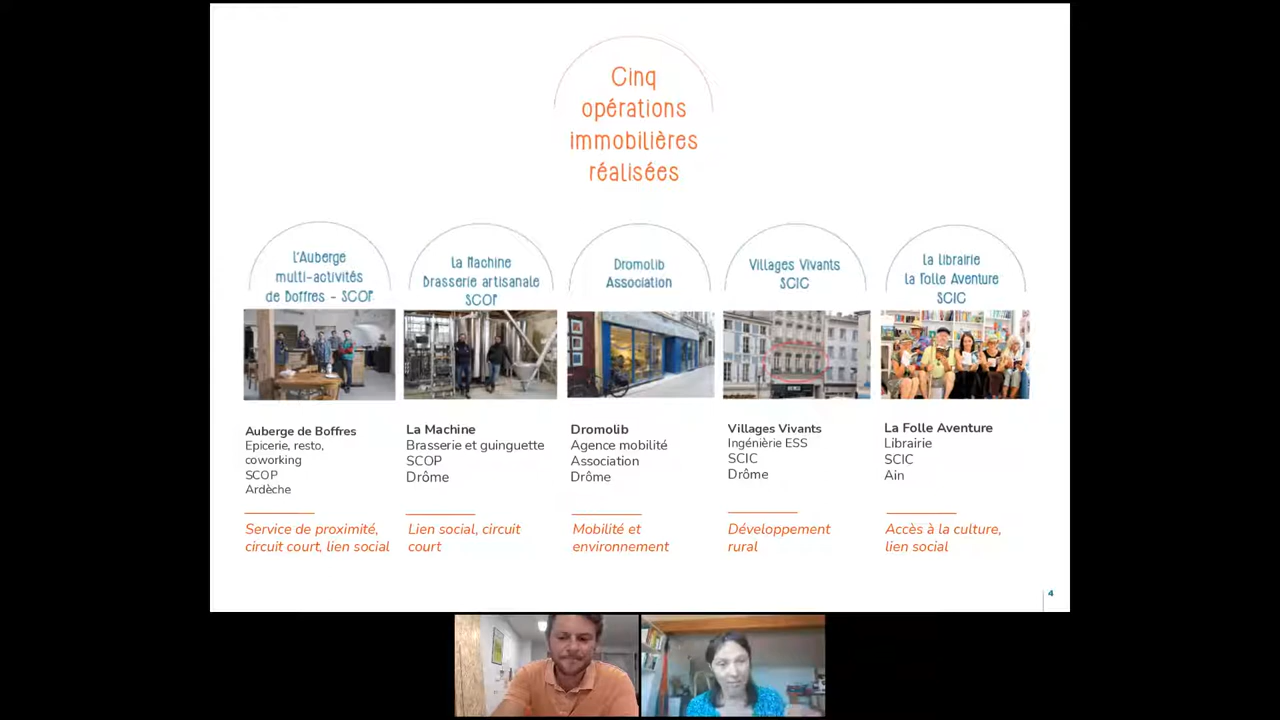 Cinq
opérations
immobilières
réalisées
L'Auberge
multi-activités
de Boffres - SCOP
La Machine
Brasserie artisanale
SCOP
Dromolib
Association
Villages Vivants
SCIC
La librairie
la Folle Aventure
SCIC
Auberge de Boffres
Epicerie, resto,
coworking
SCOP
Ardèche
Service de proximité,
circuit court, lien social
La Machine
Brasserie et guinguette
SCOP
Drôme
Lien social, circuit
court
Dromolib
Agence mobilité
Association
Drôme
Mobilité et
environnement
Villages Vivants
Ingénièrie ESS
SCIC
Drôme
Développement
rural
La Folle Aventure
Librairie
SCIC
Ain
Accès à la culture,
lien social
4